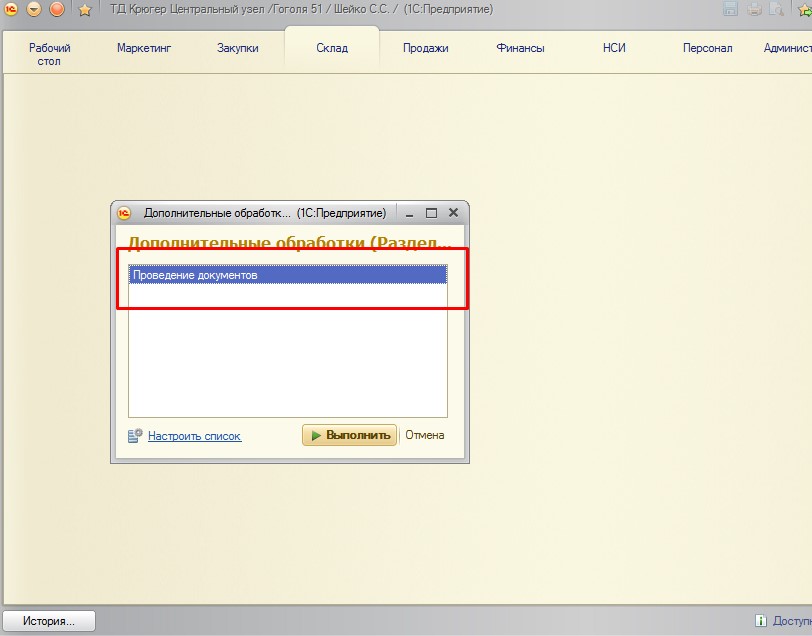 ТД Крюгер Центральный узел /Гоголя 51 / Шейко С.С. / (1С:Предприятие)
Рабочий стол
Маркетинг
Закупки
Склад
Продажи
Финансы
НСИ
Персонал
Админист
Дополнительные обработк... (1С:Предприятие)
Дополнительные обработки (Раздел...
Проведение документов
Настроить список
Выполнить
Отмена
История...
Доступн